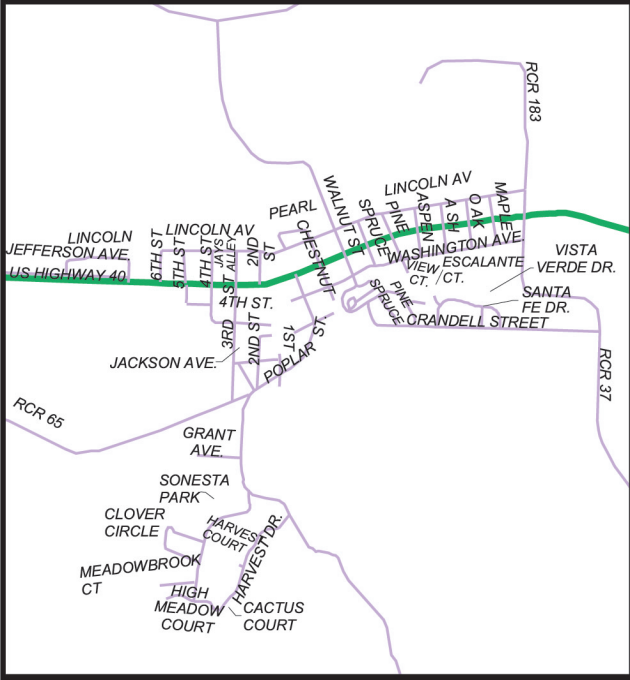 RCR 183
LINCOLN AV
WALNUT ST
PEARL
SPRUCE
PINE
ASPEN
ASH
OAK
MAPLE
LINCOLN
JEFFERSON AVE.
6TH ST
5TH ST
LINCOLN AV
4TH ST
JAYS
ALLEY
2ND
ST
CHESTNUT
WASHINGTON AVE.
VIEW
CT.
ESCALANTE
CT.
VISTA
VERDE DR.
US HIGHWAY 40
3RD ST
4TH ST.
SPRUCE
PINE
SANTA
FE DR.
CRANDELL STREET
2ND ST
1ST
POPLAR ST.
JACKSON AVE.
RCR 37
RCR 65
GRANT
AVE.
SONESTA
PARK
CLOVER
CIRCLE
HARVEST
COURT
HARVEST DR.
MEADOWBROOK
CT
HIGH
MEADOW
COURT
CACTUS
COURT